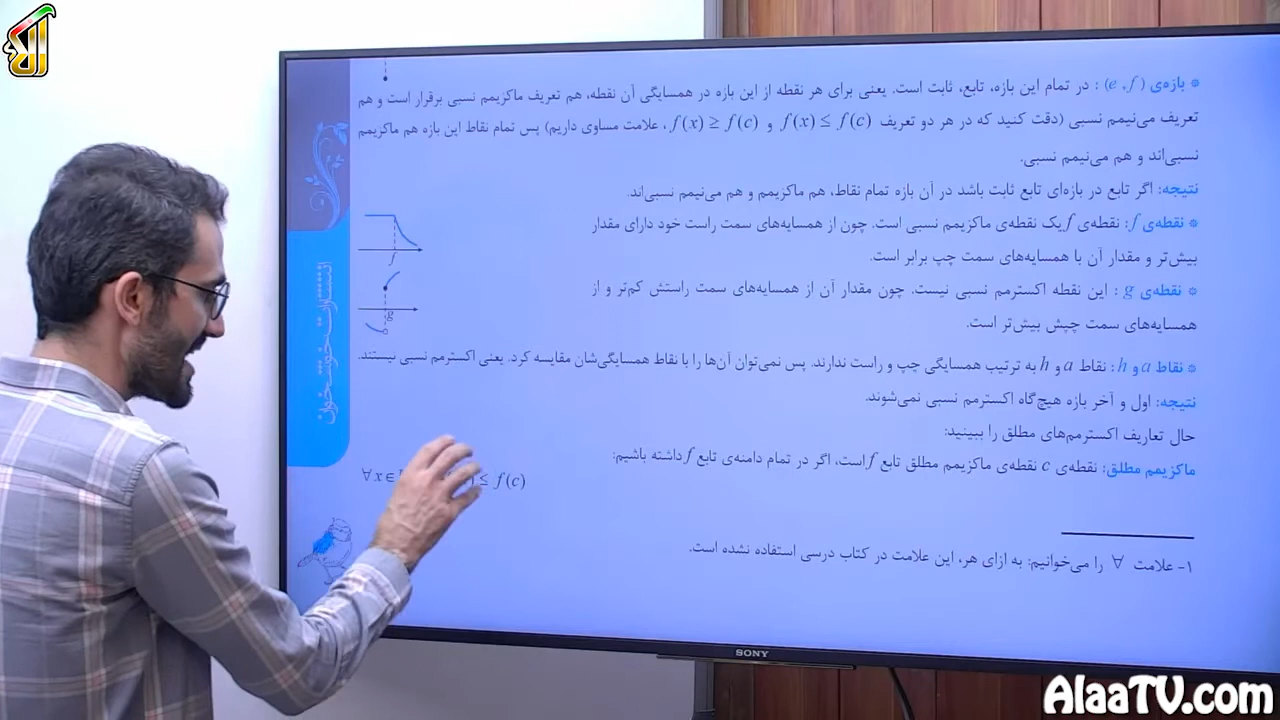 آلاء
* بازه‌ی (e , f) : در تمام این بازه، تابع، ثابت است. یعنی برای هر نقطه از این بازه در همسایگی آن نقطه، هم تعریف ماکزیمم نسبی برقرار است و هم
تعریف می‌نیمم نسبی (دقت کنید که در هر دو تعریف f(x) ≤ f(c) و f(x) ≥ f(c) ، علامت مساوی داریم) پس تمام نقاط این بازه هم ماکزیمم
نسبی‌اند و هم می‌نیمم نسبی.
نتیجه: اگر تابع در بازه‌ای تابع ثابت باشد در آن بازه تمام نقاط، هم ماکزیمم و هم می‌نیمم نسبی‌اند.
* نقطه‌ی f : نقطه‌ی f یک نقطه‌ی ماکزیمم نسبی است. چون از همسایه‌های سمت راست خود دارای مقدار
بیش‌تر و مقدار آن با همسایه‌های سمت چپ برابر است.
f
* نقطه‌ی g : این نقطه اکسترمم نسبی نیست. چون مقدار آن از همسایه‌های سمت راستش کم‌تر و از
همسایه‌های سمت چپش بیش‌تر است.
g
* نقاط a و h : نقاط a و h به ترتیب همسایگی چپ و راست ندارند. پس نمی‌توان آن‌ها را با نقاط همسایگی‌شان مقایسه کرد. یعنی اکسترمم نسبی نیستند.
نتیجه: اول و آخر بازه هیچ‌گاه اکسترمم نسبی نمی‌شوند.
حال تعاریف اکسترمم‌های مطلق را ببینید:
ماکزیمم مطلق: نقطه‌ی c نقطه‌ی ماکزیمم مطلق تابع f است، اگر در تمام دامنه‌ی تابع f داشته باشیم:
∀ x ∈ ≤ f(c)
۱- علامت ∀ را می‌خوانیم: به ازای هر، این علامت در کتاب درسی استفاده نشده است.
انتشارات خوشخوان
SONY
AlaaTV.com